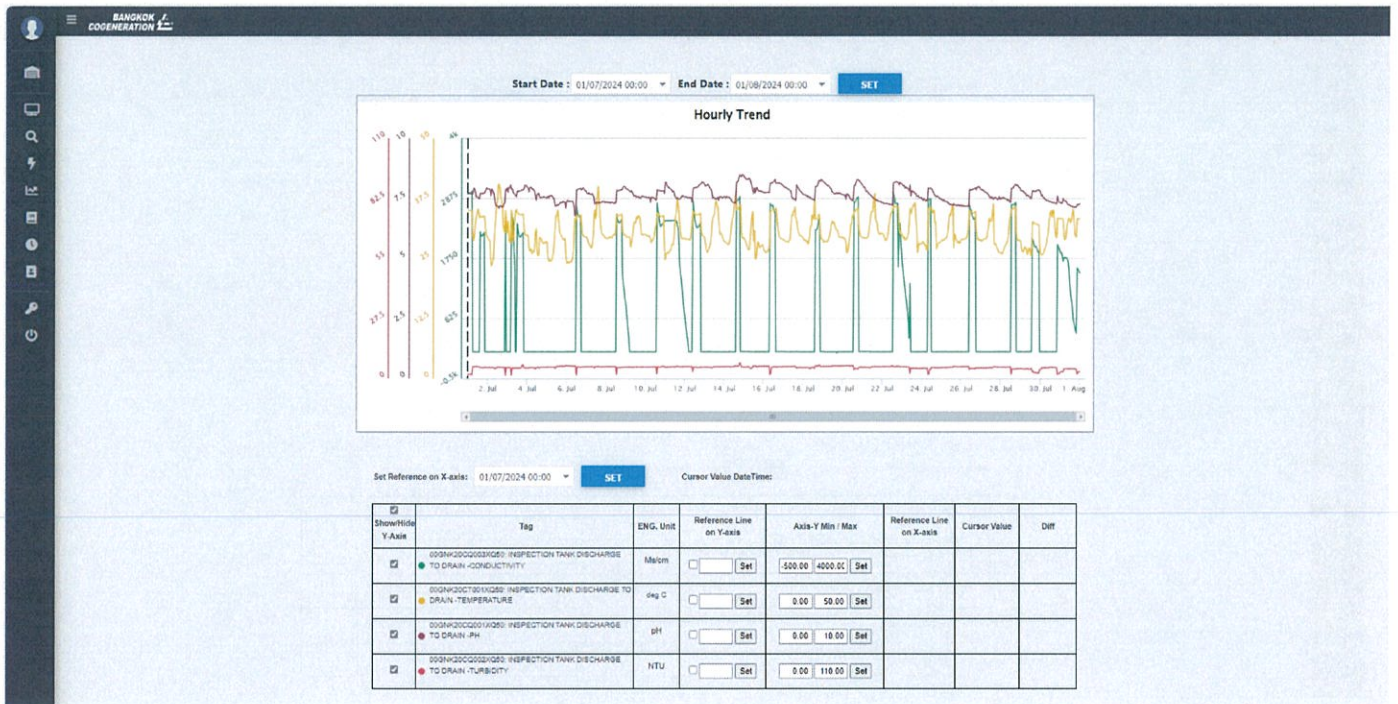 BANGKOK
COGENERATION
Start Date : 01/07/2024 00:00 End Date : 01/08/2024 00:00 SET
Hourly Trend
110 10 50 4k
82.5 7.5 37.5 2875
55 5 25 1750
27.5 2.5 12.5 625
0 0 0 -0.5k
2. Jul 4. Jul 6. Jul 8. Jul 10. Jul 12. Jul 14. Jul 16. Jul 18. Jul 20. Jul 22. Jul 24. Jul 26. Jul 28. Jul 30. Jul 1. Aug
Set Reference on X-axis: 01/07/2024 00:00 SET Cursor Value DateTime:
Show/Hide Y-Axis Tag ENG. Unit Reference Line on Y-axis Axis-Y Min / Max Reference Line on X-axis Cursor Value Diff
00GNK20CQ003XQ50: INSPECTION TANK DISCHARGE
TO DRAIN -CONDUCTIVITY Ms/cm Set -500.00 4000.00 Set
00GNK20CT001XQ50: INSPECTION TANK DISCHARGE TO
DRAIN -TEMPERATURE deg C Set 0.00 50.00 Set
00GNK20CQ001XQ50: INSPECTION TANK DISCHARGE
TO DRAIN -PH pH Set 0.00 10.00 Set
00GNK20CQ002XQ50: INSPECTION TANK DISCHARGE
TO DRAIN -TURBIDITY NTU Set 0.00 110.00 Set